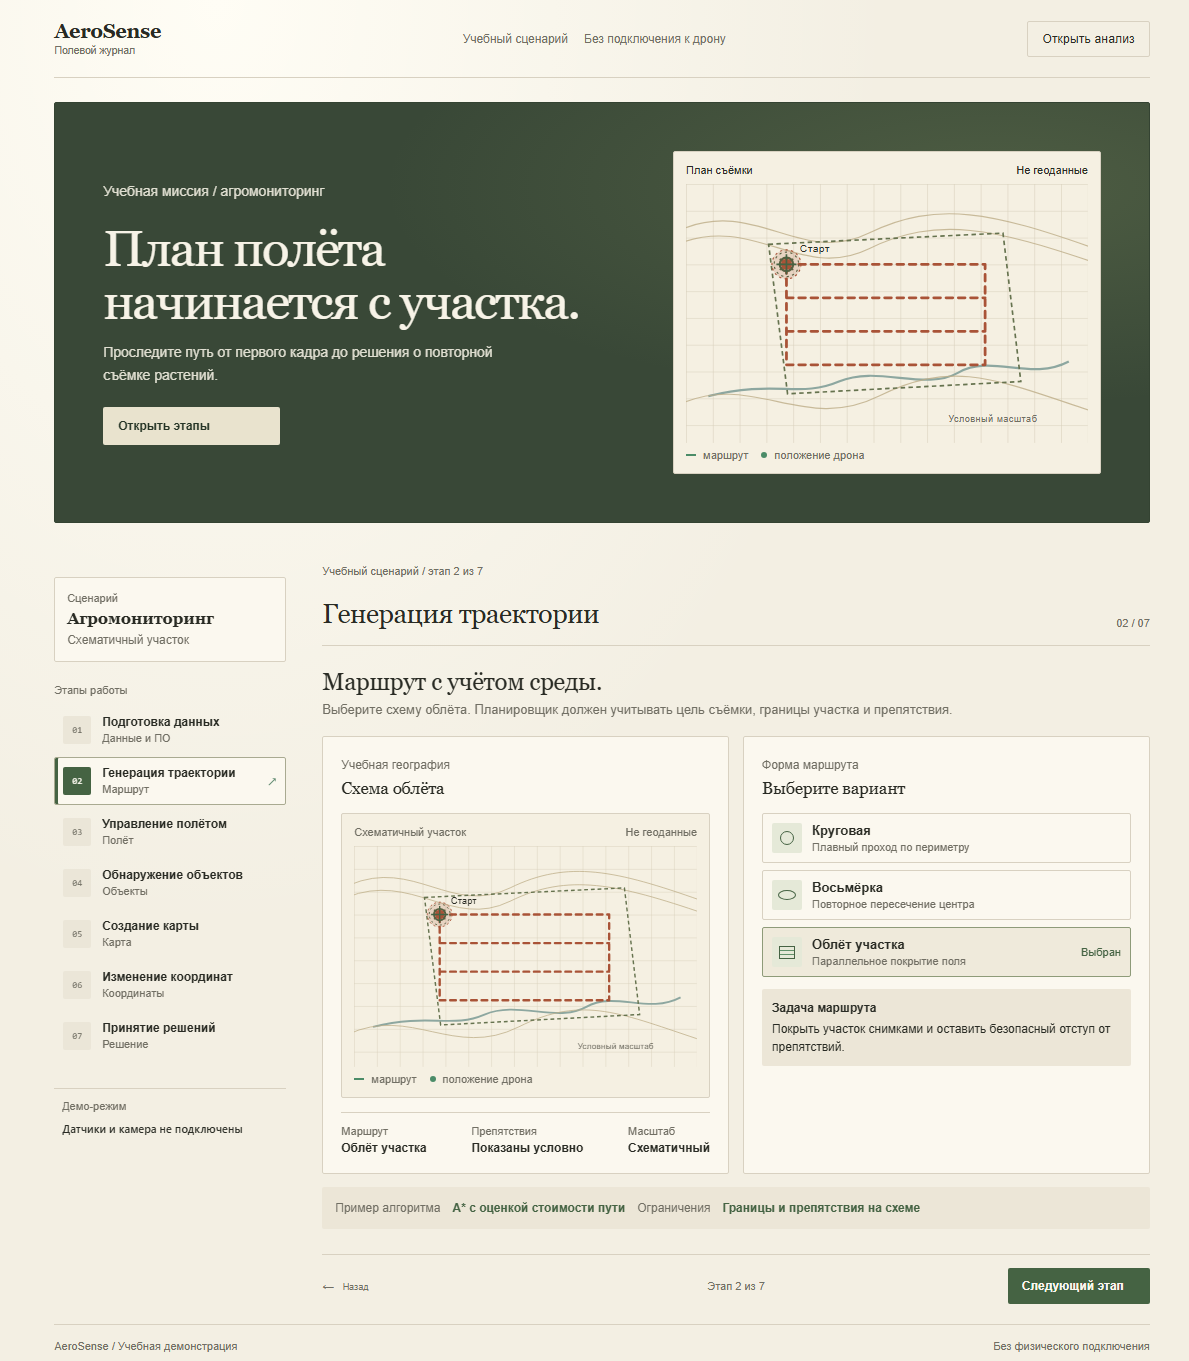 AeroSense
Полевой журнал
Учебный сценарий Без подключения к дрону
Открыть анализ
Учебная миссия / агромониторинг
План полёта
начинается с участка.
Проследите путь от первого кадра до решения о повторной
съёмке растений.
Открыть этапы
План съёмки
Не геоданные
Старт
Условный масштаб
маршрут
положение дрона
Сценарий
Агромониторинг
Схематичный участок
Этапы работы
01
Подготовка данных
Данные и ПО
02
Генерация траектории
Маршрут
↗
03
Управление полётом
Полёт
04
Обнаружение объектов
Объекты
05
Создание карты
Карта
06
Изменение координат
Координаты
07
Принятие решений
Решение
Демо-режим
Датчики и камера не подключены
Учебный сценарий / этап 2 из 7
Генерация траектории
02 / 07
Маршрут с учётом среды.
Выберите схему облёта. Планировщик должен учитывать цель съёмки, границы участка и препятствия.
Учебная география
Схема облёта
Схематичный участок
Не геоданные
Старт
Условный масштаб
маршрут
положение дрона
Маршрут
Облёт участка
Препятствия
Показаны условно
Масштаб
Схематичный
Форма маршрута
Выберите вариант
Круговая
Плавный проход по периметру
Восьмёрка
Повторное пересечение центра
Облёт участка
Параллельное покрытие поля
Выбран
Задача маршрута
Покрыть участок снимками и оставить безопасный отступ от
препятствий.
Пример алгоритма A* с оценкой стоимости пути Ограничения Границы и препятствия на схеме
← Назад
Этап 2 из 7
Следующий этап
AeroSense / Учебная демонстрация
Без физического подключения